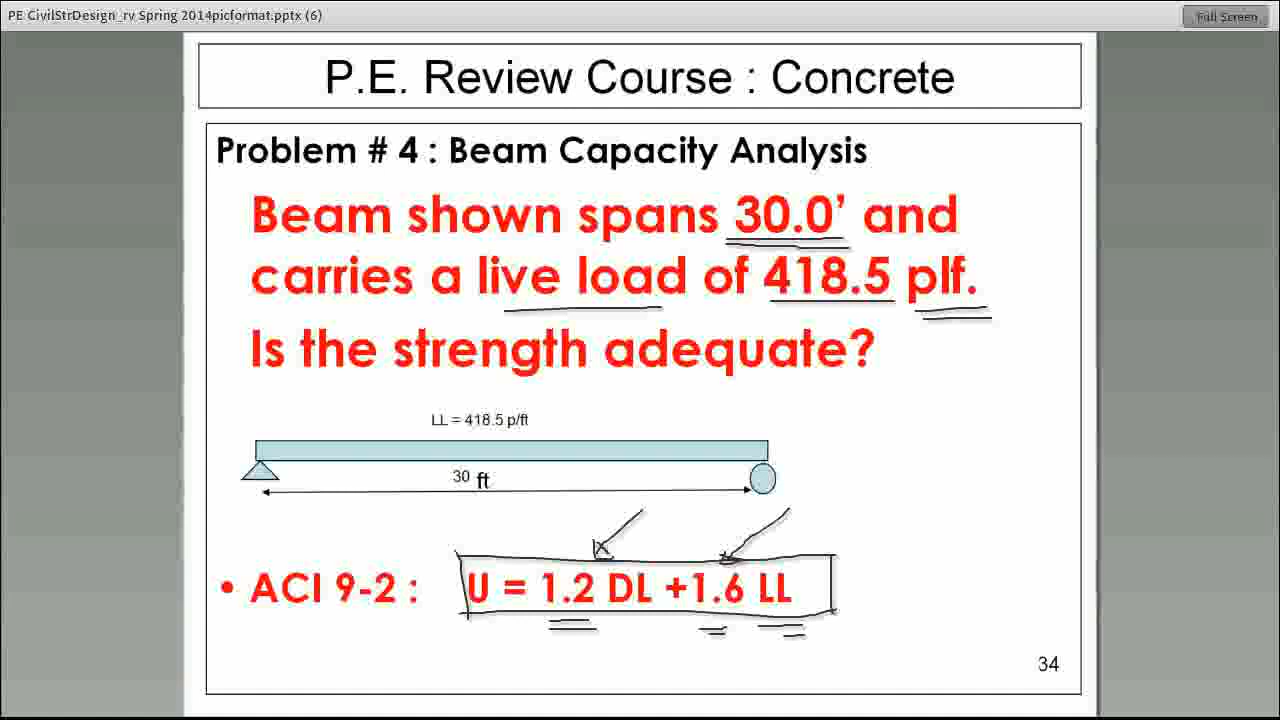 PE CivilStrDesign_rv Spring 2014picformat.pptx (6)
Full Screen
P.E. Review Course : Concrete
Problem # 4 : Beam Capacity Analysis
Beam shown spans 30.0’ and
carries a live load of 418.5 plf.
Is the strength adequate?
LL = 418.5 p/ft
30 ft
• ACI 9-2 : U = 1.2 DL +1.6 LL
34